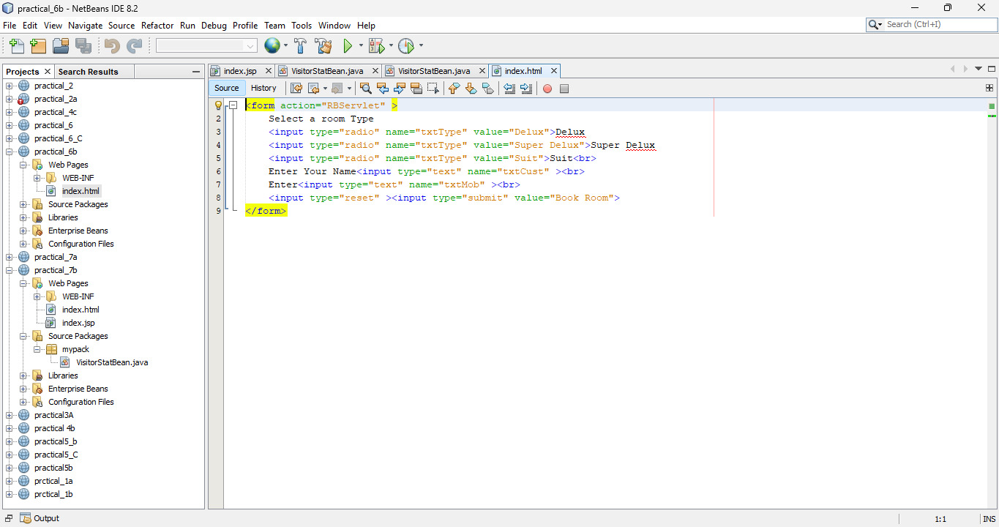 practical_6b - NetBeans IDE 8.2
File Edit View Navigate Source Refactor Run Debug Profile Team Tools Window Help
Search (Ctrl+I)
Projects Search Results
index.jsp VisitorStatBean.java VisitorStatBean.java index.html
Source History
practical_2
practical_2a
practical_4c
practical_6
practical_6_C
practical_6b
Web Pages
WEB-INF
index.html
Source Packages
Libraries
Enterprise Beans
Configuration Files
practical_7a
practical_7b
Web Pages
WEB-INF
index.html
index.jsp
Source Packages
mypack
VisitorStatBean.java
Libraries
Enterprise Beans
Configuration Files
practical3A
practical 4b
practical5_b
practical5_C
practical5b
prctical_1a
prctical_1b
<form action="RBServlet" >
2 Select a room Type
3 <input type="radio" name="txtType" value="Delux">Delux
4 <input type="radio" name="txtType" value="Super Delux">Super Delux
5 <input type="radio" name="txtType" value="Suit">Suit<br>
6 Enter Your Name<input type="text" name="txtCust" ><br>
7 Enter<input type="text" name="txtMob" ><br>
8 <input type="reset" ><input type="submit" value="Book Room">
9 </form>
Output
1:1 INS